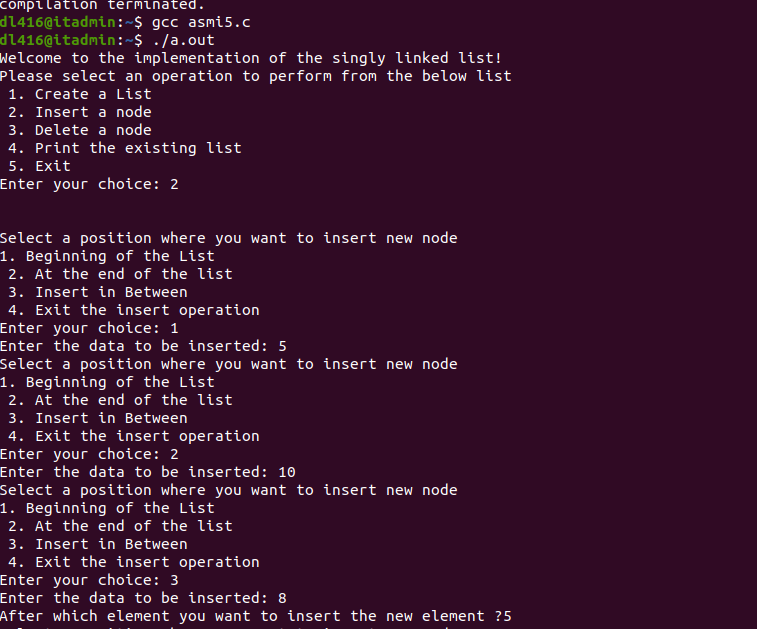 compilation terminated.
dl416@itadmin:~$ gcc asmi5.c
dl416@itadmin:~$ ./a.out
Welcome to the implementation of the singly linked list!
Please select an operation to perform from the below list
 1. Create a List
 2. Insert a node
 3. Delete a node
 4. Print the existing list
 5. Exit
Enter your choice: 2
Select a position where you want to insert new node
1. Beginning of the List
 2. At the end of the list
 3. Insert in Between
 4. Exit the insert operation
Enter your choice: 1
Enter the data to be inserted: 5
Select a position where you want to insert new node
1. Beginning of the List
 2. At the end of the list
 3. Insert in Between
 4. Exit the insert operation
Enter your choice: 2
Enter the data to be inserted: 10
Select a position where you want to insert new node
1. Beginning of the List
 2. At the end of the list
 3. Insert in Between
 4. Exit the insert operation
Enter your choice: 3
Enter the data to be inserted: 8
After which element you want to insert the new element ?5